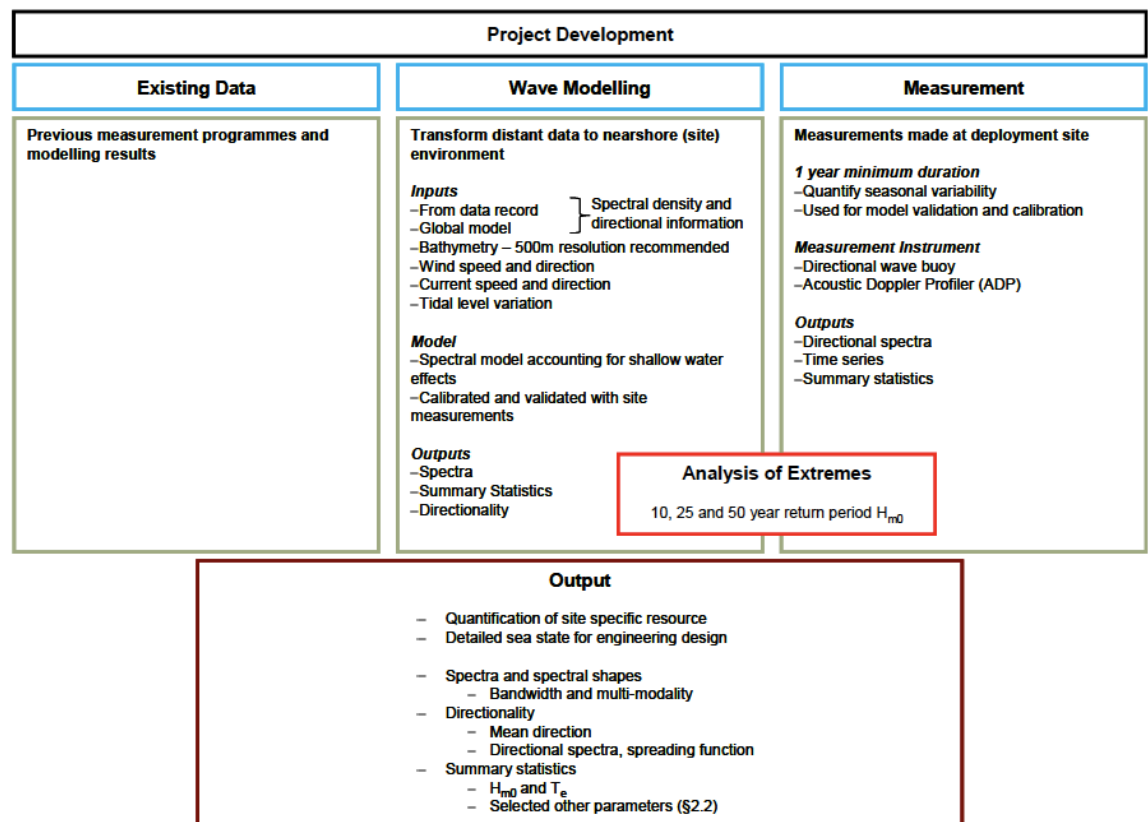 Project Development
Existing Data
Previous measurement programmes and
modelling results
Wave Modelling
Transform distant data to nearshore (site)
environment
Inputs
–From data record
–Global model
Spectral density and
directional information
–Bathymetry – 500m resolution recommended
–Wind speed and direction
–Current speed and direction
–Tidal level variation
Model
–Spectral model accounting for shallow water
effects
–Calibrated and validated with site
measurements
Outputs
–Spectra
–Summary Statistics
–Directionality
Measurement
Measurements made at deployment site
1 year minimum duration
–Quantify seasonal variability
–Used for model validation and calibration
Measurement Instrument
–Directional wave buoy
–Acoustic Doppler Profiler (ADP)
Outputs
–Directional spectra
–Time series
–Summary statistics
Analysis of Extremes
10, 25 and 50 year return period Hm0
Output
– Quantification of site specific resource
– Detailed sea state for engineering design
– Spectra and spectral shapes
– Bandwidth and multi-modality
– Directionality
– Mean direction
– Directional spectra, spreading function
– Summary statistics
– Hm0 and Te
– Selected other parameters (§2.2)